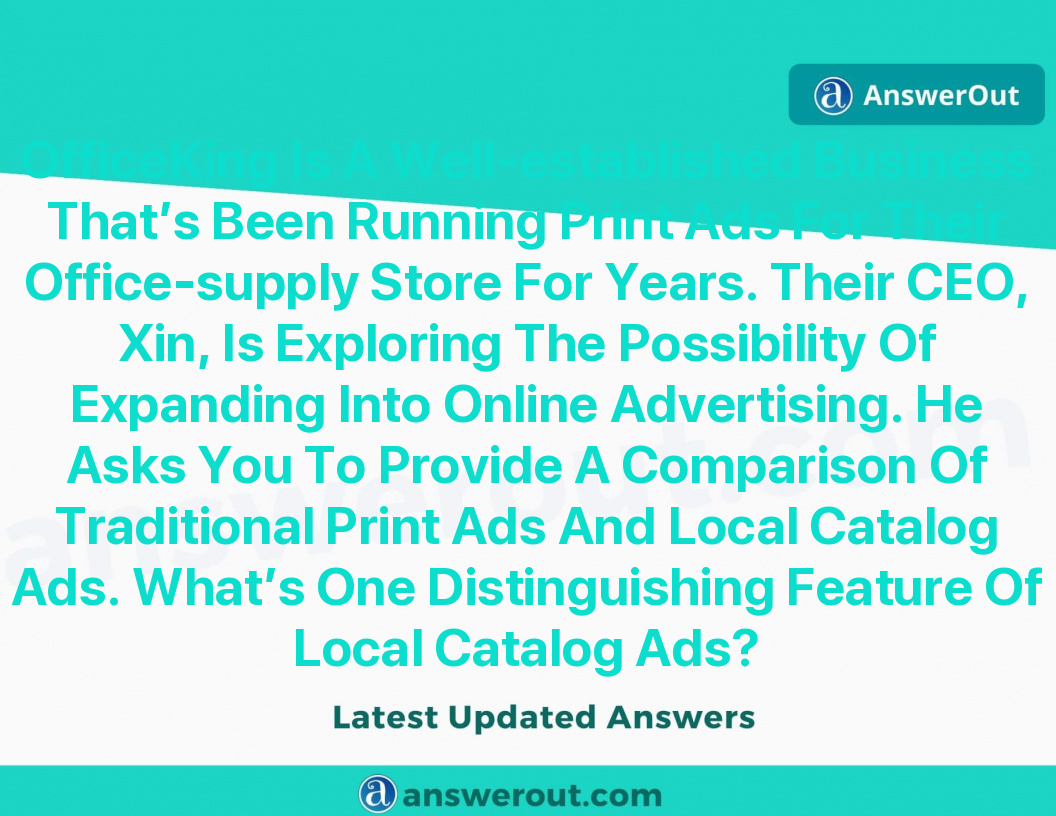 AnswerOut
OfficeKing Is A Well-established Business
That's Been Running Print Ads For Their
Office-supply Store For Years. Their CEO,
Xin, Is Exploring The Possibility Of
Expanding Into Online Advertising. He
Asks You To Provide A Comparison Of
Traditional Print Ads And Local Catalog
Ads. What's One Distinguishing Feature Of
Local Catalog Ads?
answerout.com
Latest Updated Answers
answerout.com